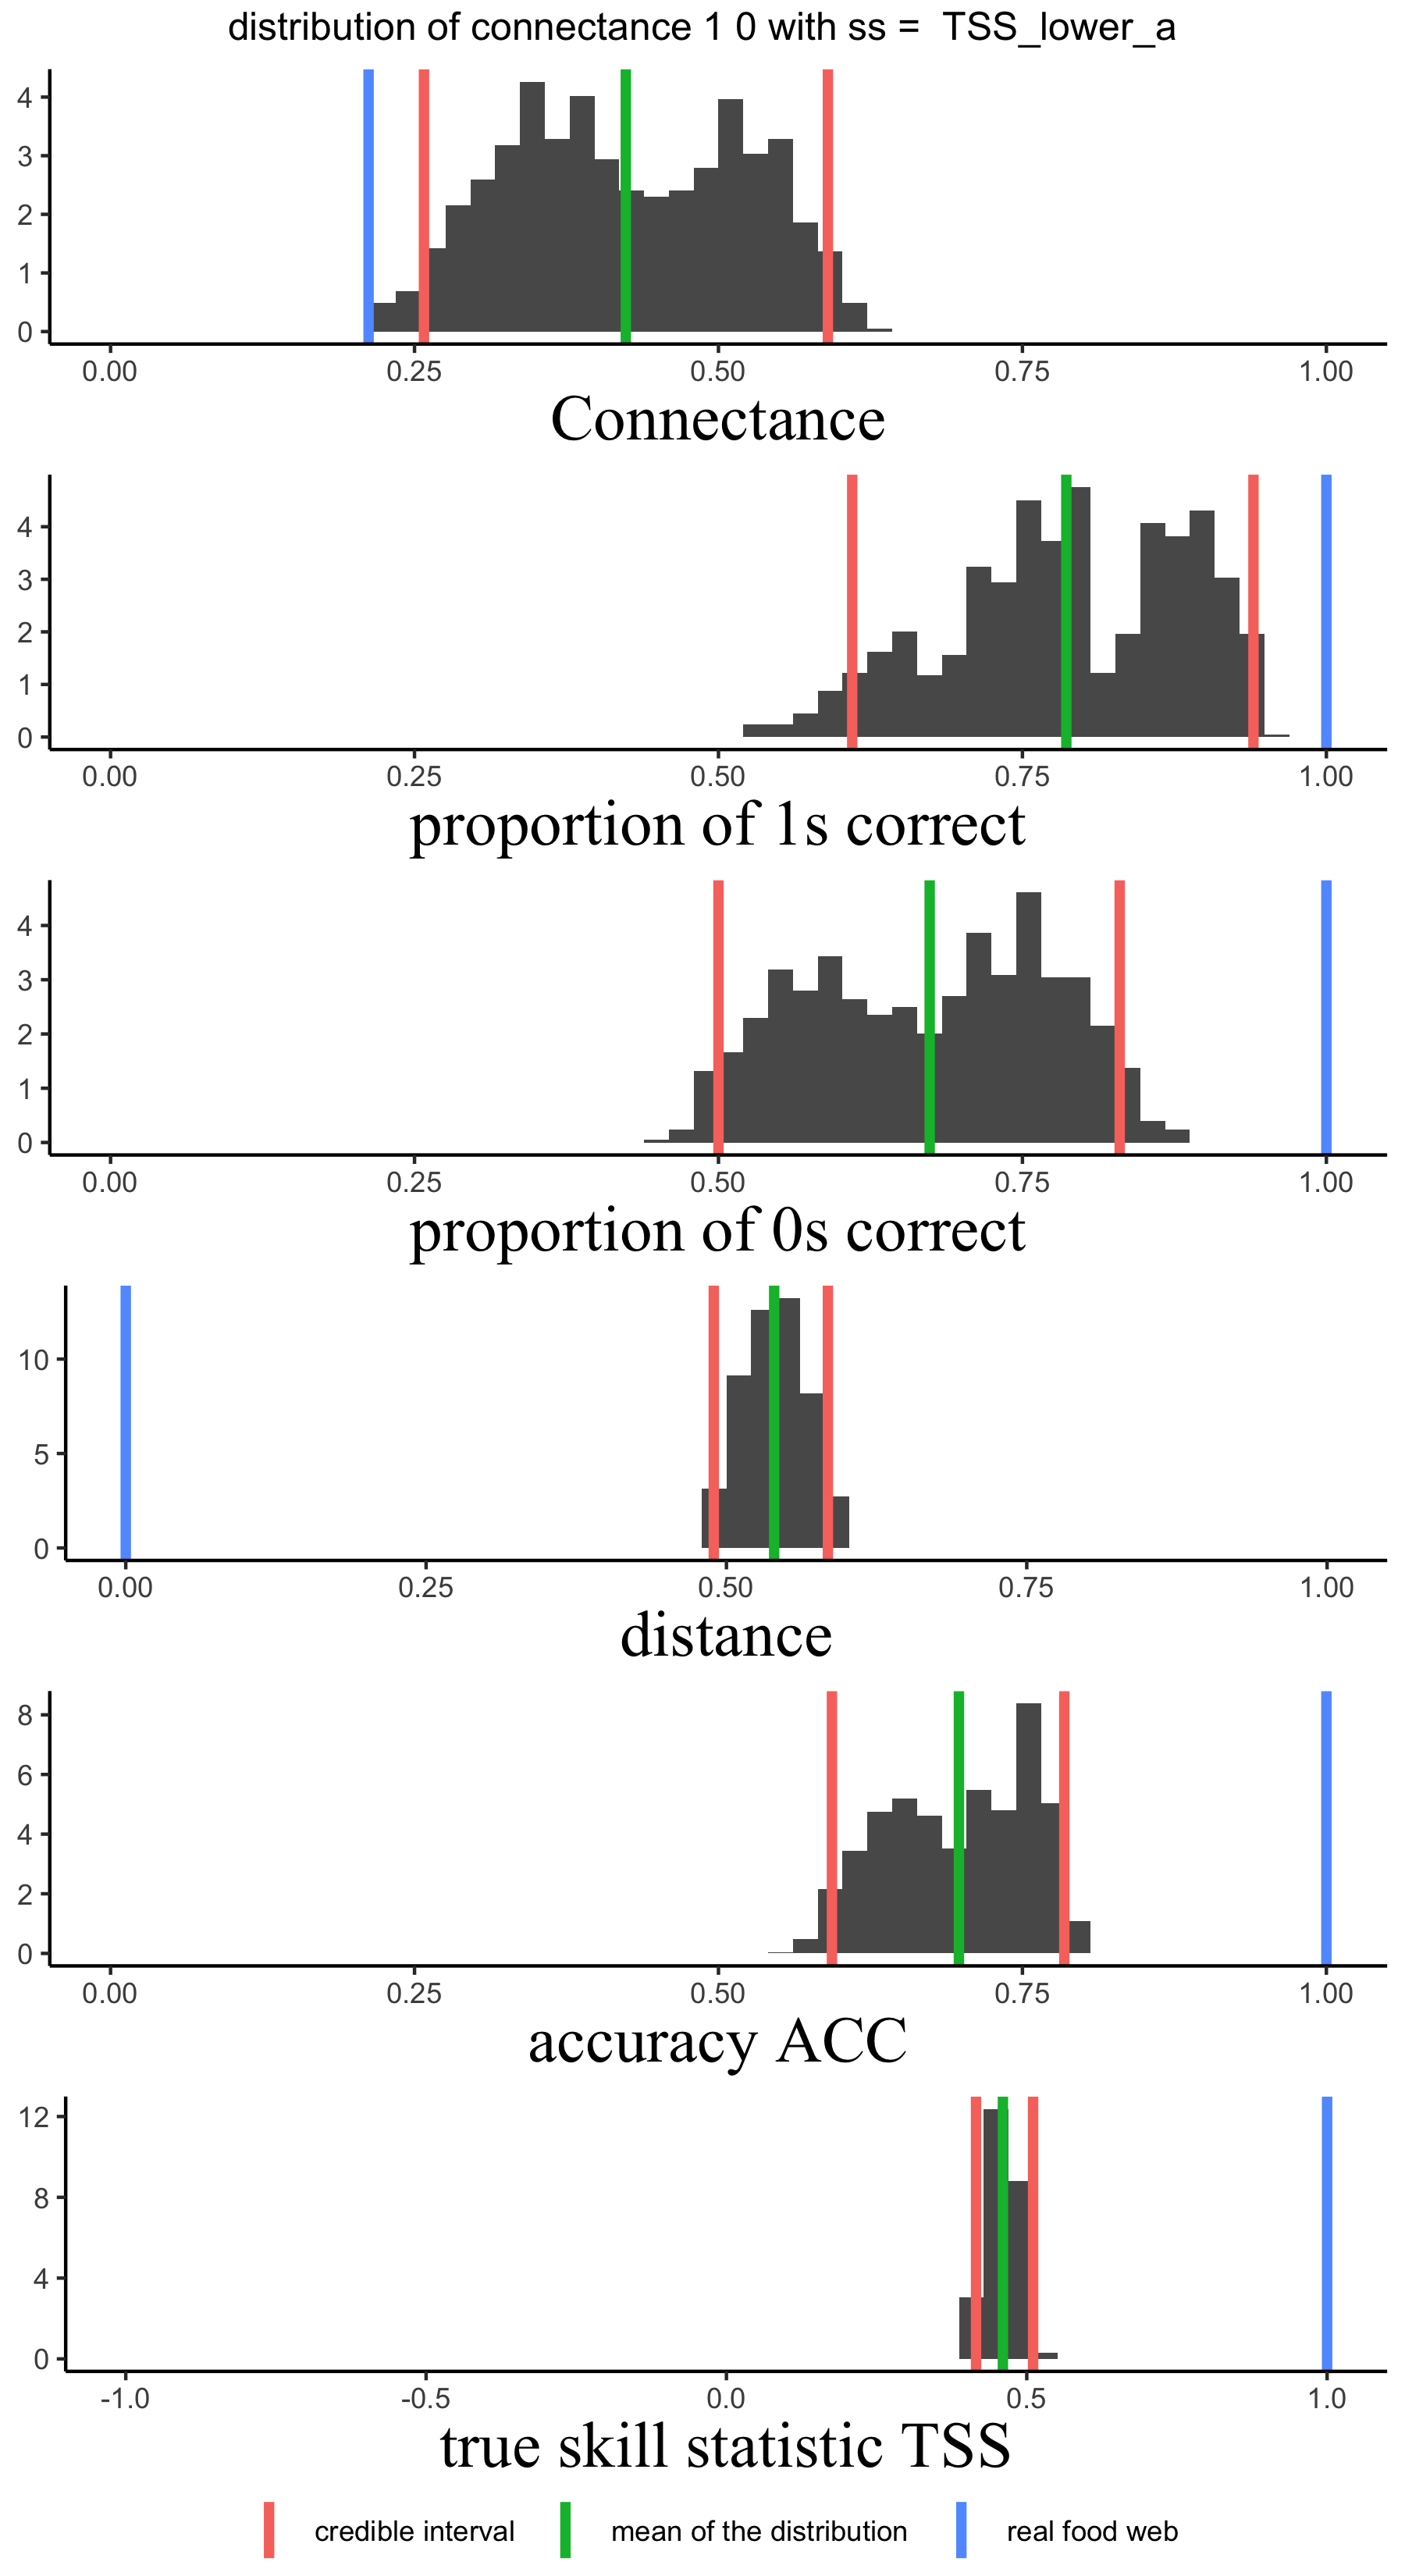 distribution of connectance 1 0 with ss =  TSS_lower_a
4
3
2
1
0
0.00 0.25 0.50 0.75 1.00
Connectance
4
3
2
1
0
0.00 0.25 0.50 0.75 1.00
proportion of 1s correct
4
3
2
1
0
0.00 0.25 0.50 0.75 1.00
proportion of 0s correct
10
5
0
0.00 0.25 0.50 0.75 1.00
distance
8
6
4
2
0
0.00 0.25 0.50 0.75 1.00
accuracy ACC
12
8
4
0
-1.0 -0.5 0.0 0.5 1.0
true skill statistic TSS
credible interval mean of the distribution real food web